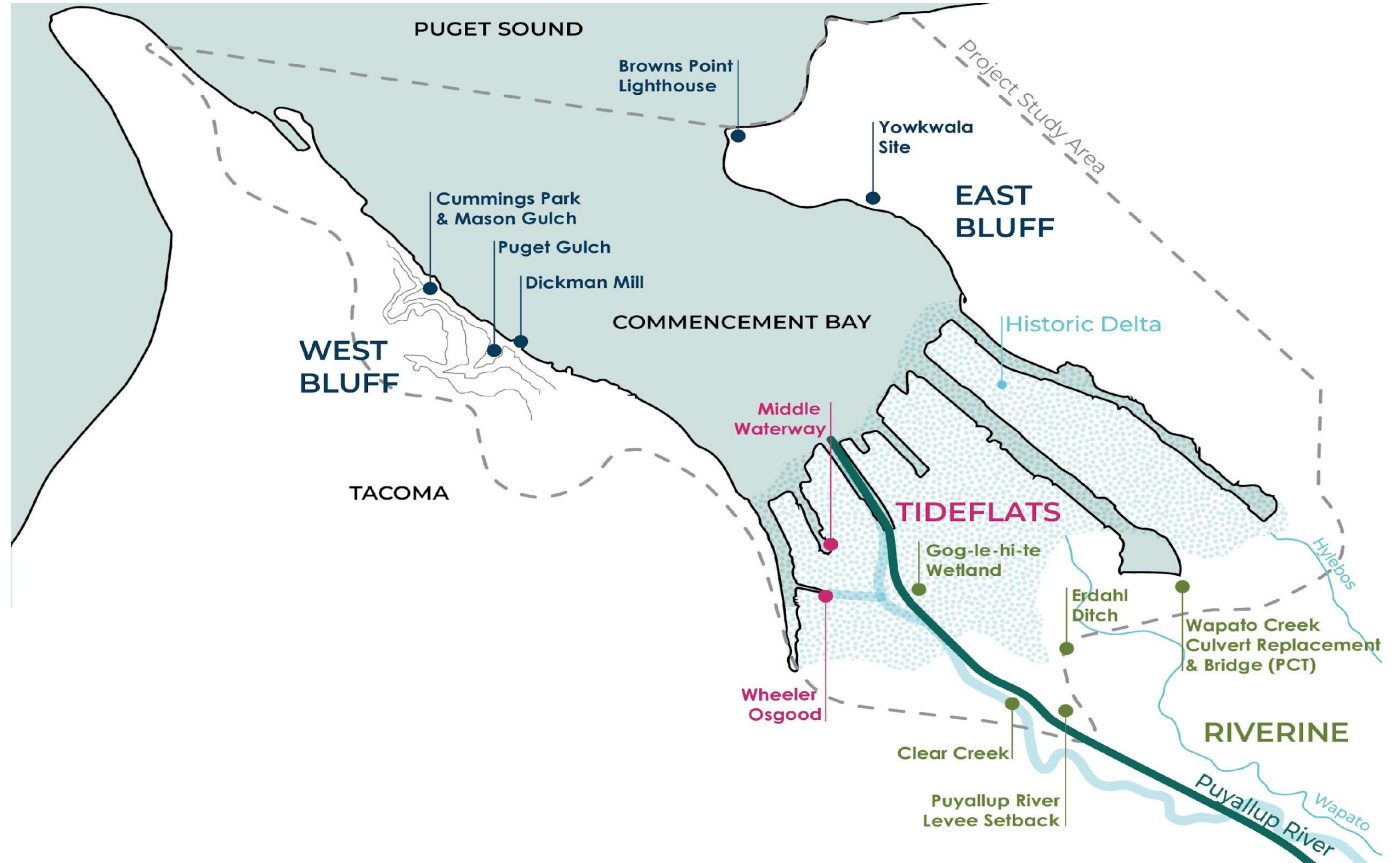 PUGET SOUND
Browns Point
Lighthouse
Project Study Area
Yowkwala
Site
EAST
BLUFF
Cummings Park
& Mason Gulch
Puget Gulch
Dickman Mill
COMMENCEMENT BAY
Historic Delta
WEST
BLUFF
Middle
Waterway
TACOMA
TIDEFLATS
Gog-le-hi-te
Wetland
Hylebos
Erdahl
Ditch
Wapato Creek
Culvert Replacement
& Bridge (PCT)
Wheeler
Osgood
RIVERINE
Clear Creek
Puyallup River
Levee Setback
Puyallup River
Wapato